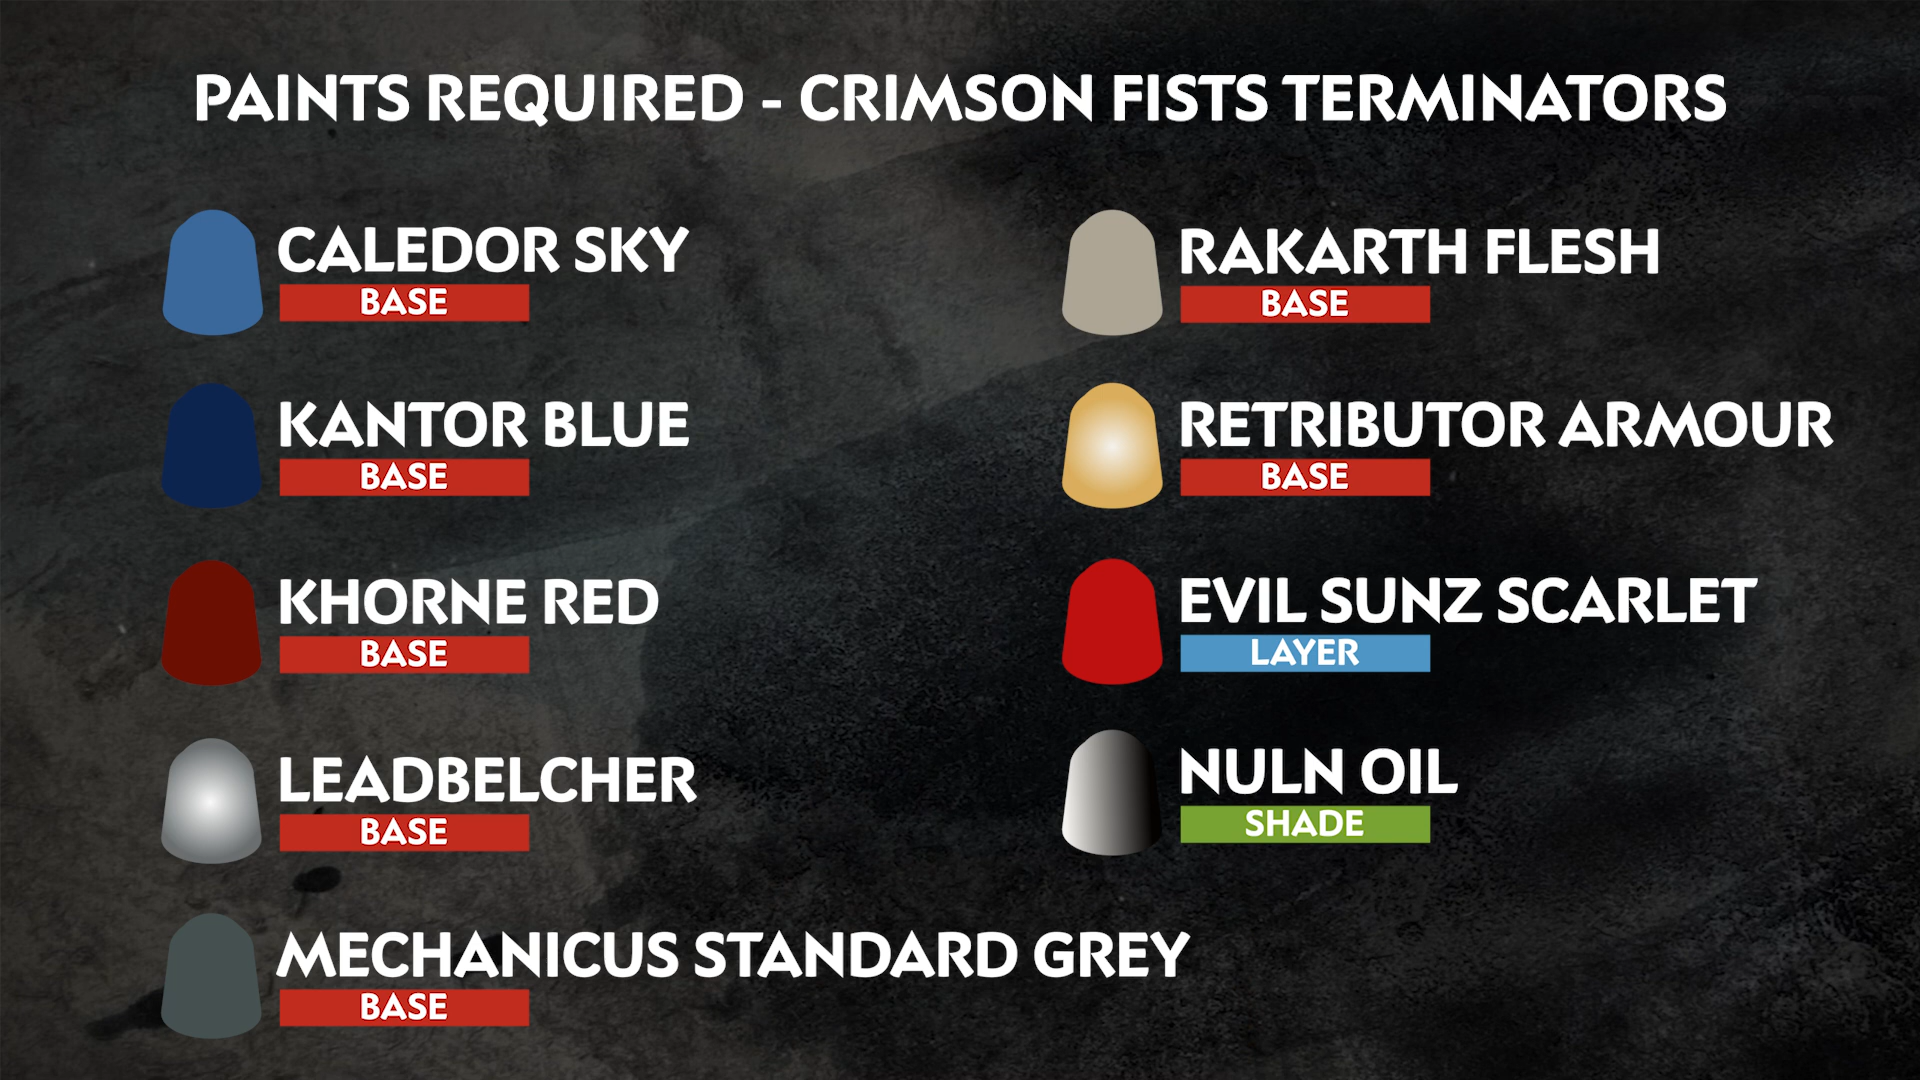 PAINTS REQUIRED - CRIMSON FISTS TERMINATORS
CALEDOR SKY
BASE
KANTOR BLUE
BASE
KHORNE RED
BASE
LEADBELCHER
BASE
MECHANICUS STANDARD GREY
BASE
RAKARTH FLESH
BASE
RETRIBUTOR ARMOUR
BASE
EVIL SUNZ SCARLET
LAYER
NULN OIL
SHADE